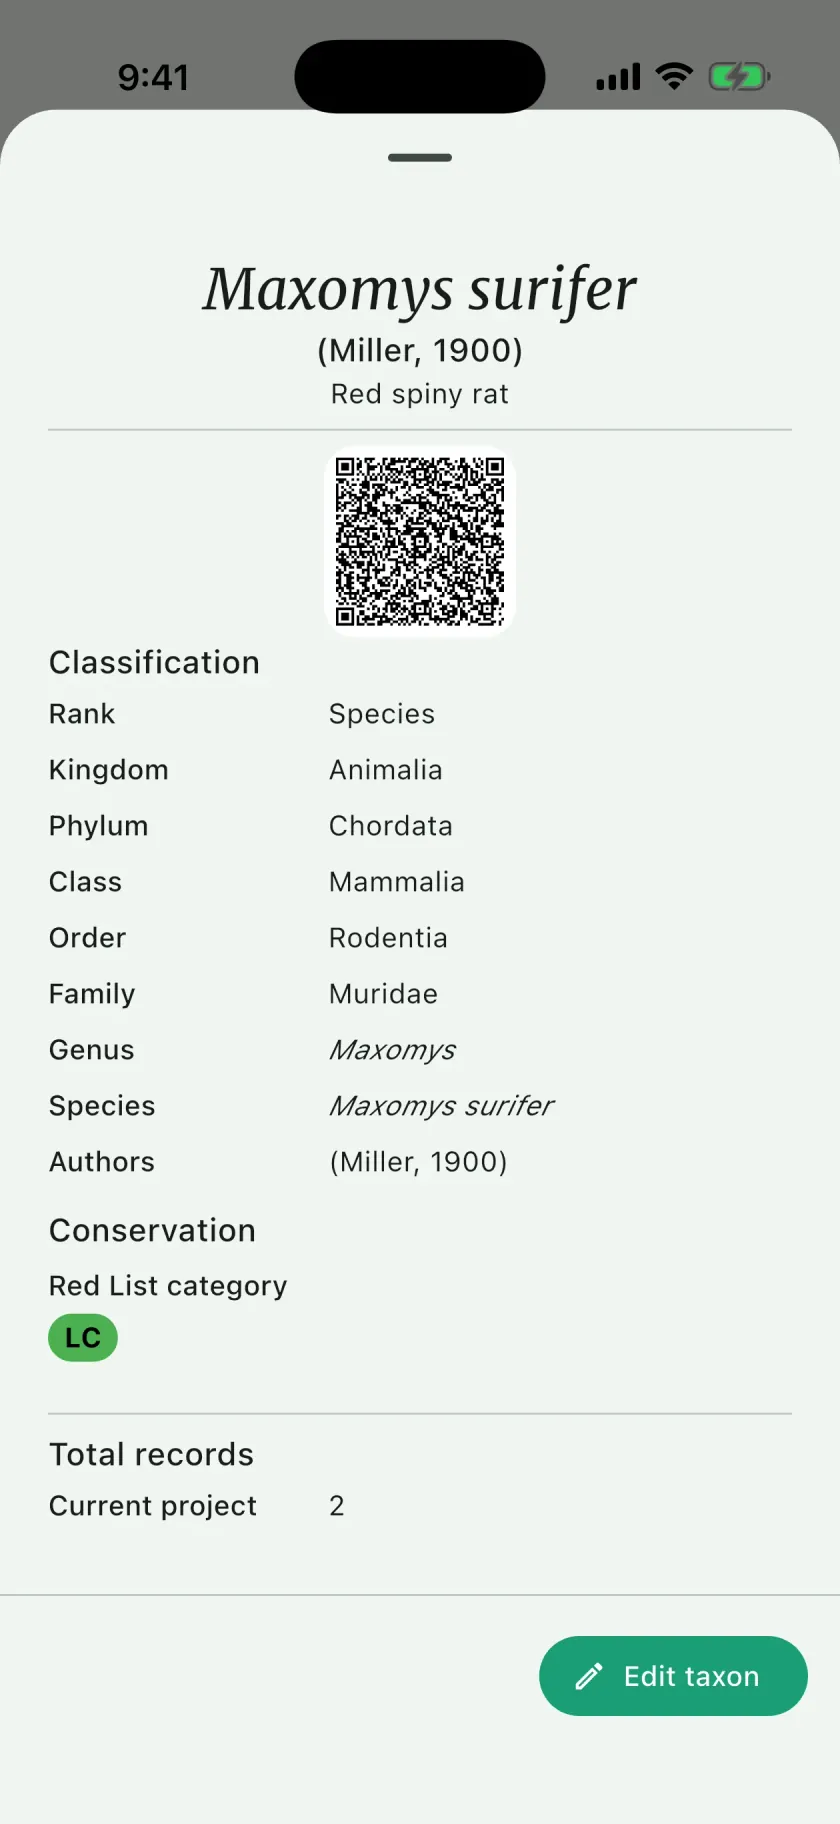 9:41
Maxomys surifer
(Miller, 1900)
Red spiny rat
Classification
Rank Species
Kingdom Animalia
Phylum Chordata
Class Mammalia
Order Rodentia
Family Muridae
Genus Maxomys
Species Maxomys surifer
Authors (Miller, 1900)
Conservation
Red List category
LC
Total records
Current project 2
Edit taxon